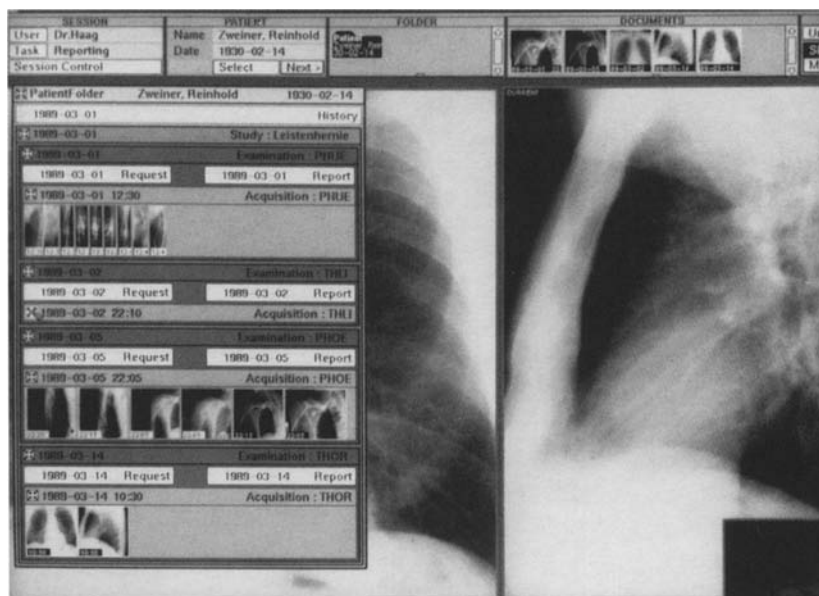 SESSION PATIENT FOLDER DOCUMENTS
User Dr.Haag Name Zweiner, Reinhold Patient
Task Reporting Date 1930-02-14
Session Control Select Next >
PatientFolder Zweiner, Reinhold 1930-02-14
1989-03-01 History
1989-03-01 Study : Leistenhernie
1989-03-01 Examination : PHUE
1989-03-01 Request 1989-03-01 Report
1989-03-01 12:30 Acquisition : PHUE
1989-03-02 Examination : THLI
1989-03-02 Request 1989-03-02 Report
1989-03-02 22:10 Acquisition : THLI
1989-03-05 Examination : PHOE
1989-03-05 Request 1989-03-05 Report
1989-03-05 22:05 Acquisition : PHOE
1989-03-14 Examination : THOR
1989-03-14 Request 1989-03-14 Report
1989-03-14 10:30 Acquisition : THOR